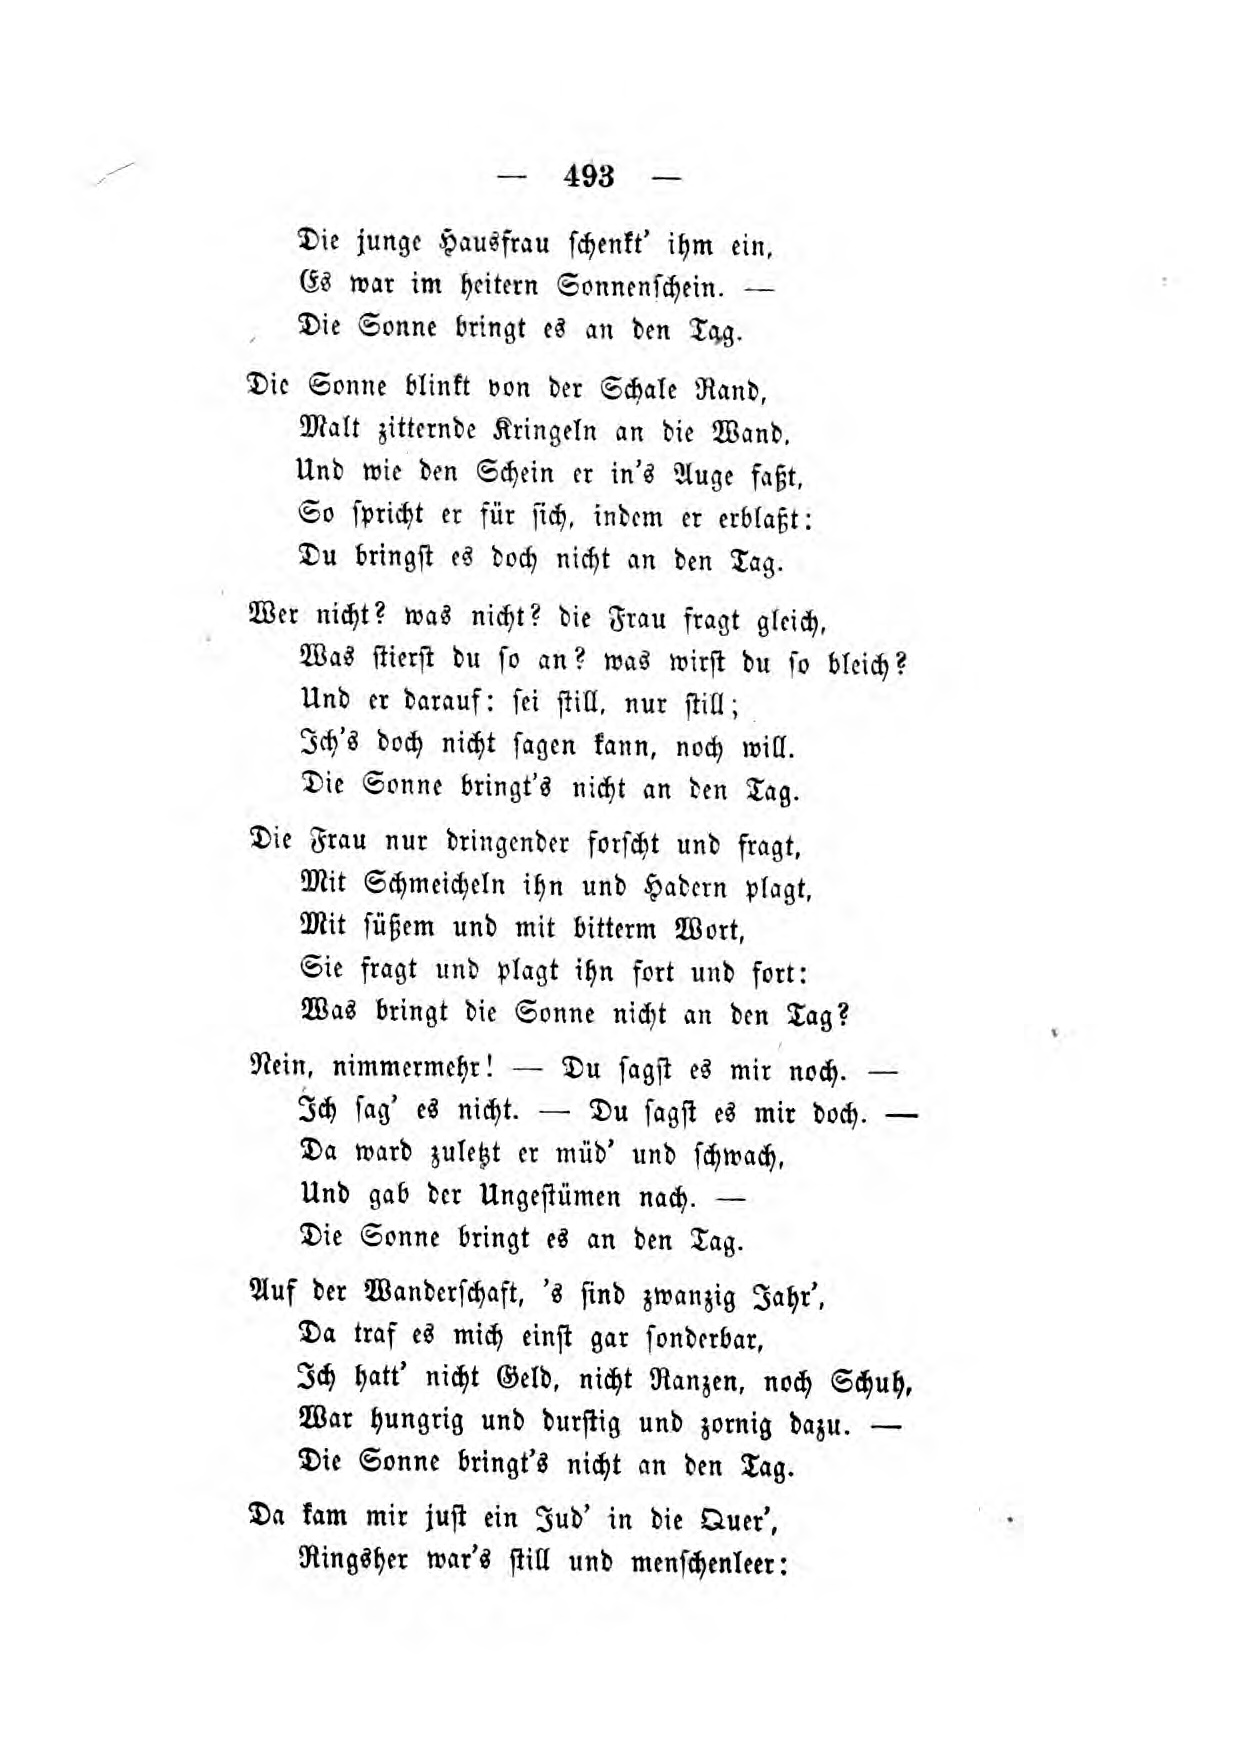 — 493 —
Die junge Hausfrau ſchenkt’ ihm ein,
Es war im heitern Sonnenſchein. —
Die Sonne bringt es an den Tag.
Die Sonne blinkt von der Schale Rand,
Malt zitternde Kringeln an die Wand,
Und wie den Schein er in’s Auge faßt,
So ſpricht er für ſich, indem er erblaßt:
Du bringſt es doch nicht an den Tag.
Wer nicht? was nicht? die Frau fragt gleich,
Was ſtierſt du ſo an? was wirſt du ſo bleich?
Und er darauf: ſei ſtill, nur ſtill;
Ich’s doch nicht ſagen kann, noch will.
Die Sonne bringt’s nicht an den Tag.
Die Frau nur dringender forſcht und fragt,
Mit Schmeicheln ihn und Hadern plagt,
Mit ſüßem und mit bitterm Wort,
Sie fragt und plagt ihn fort und fort:
Was bringt die Sonne nicht an den Tag?
Nein, nimmermehr! — Du ſagſt es mir noch. —
Ich ſag’ es nicht. — Du ſagſt es mir doch. —
Da ward zuletzt er müd’ und ſchwach,
Und gab der Ungeſtümen nach. —
Die Sonne bringt es an den Tag.
Auf der Wanderſchaft, ’s ſind zwanzig Jahr’,
Da traf es mich einſt gar ſonderbar,
Ich hatt’ nicht Geld, nicht Ranzen, noch Schuh,
War hungrig und durſtig und zornig dazu. —
Die Sonne bringt’s nicht an den Tag.
Da kam mir juſt ein Jud’ in die Quer’,
Ringsher war’s ſtill und menſchenleer: